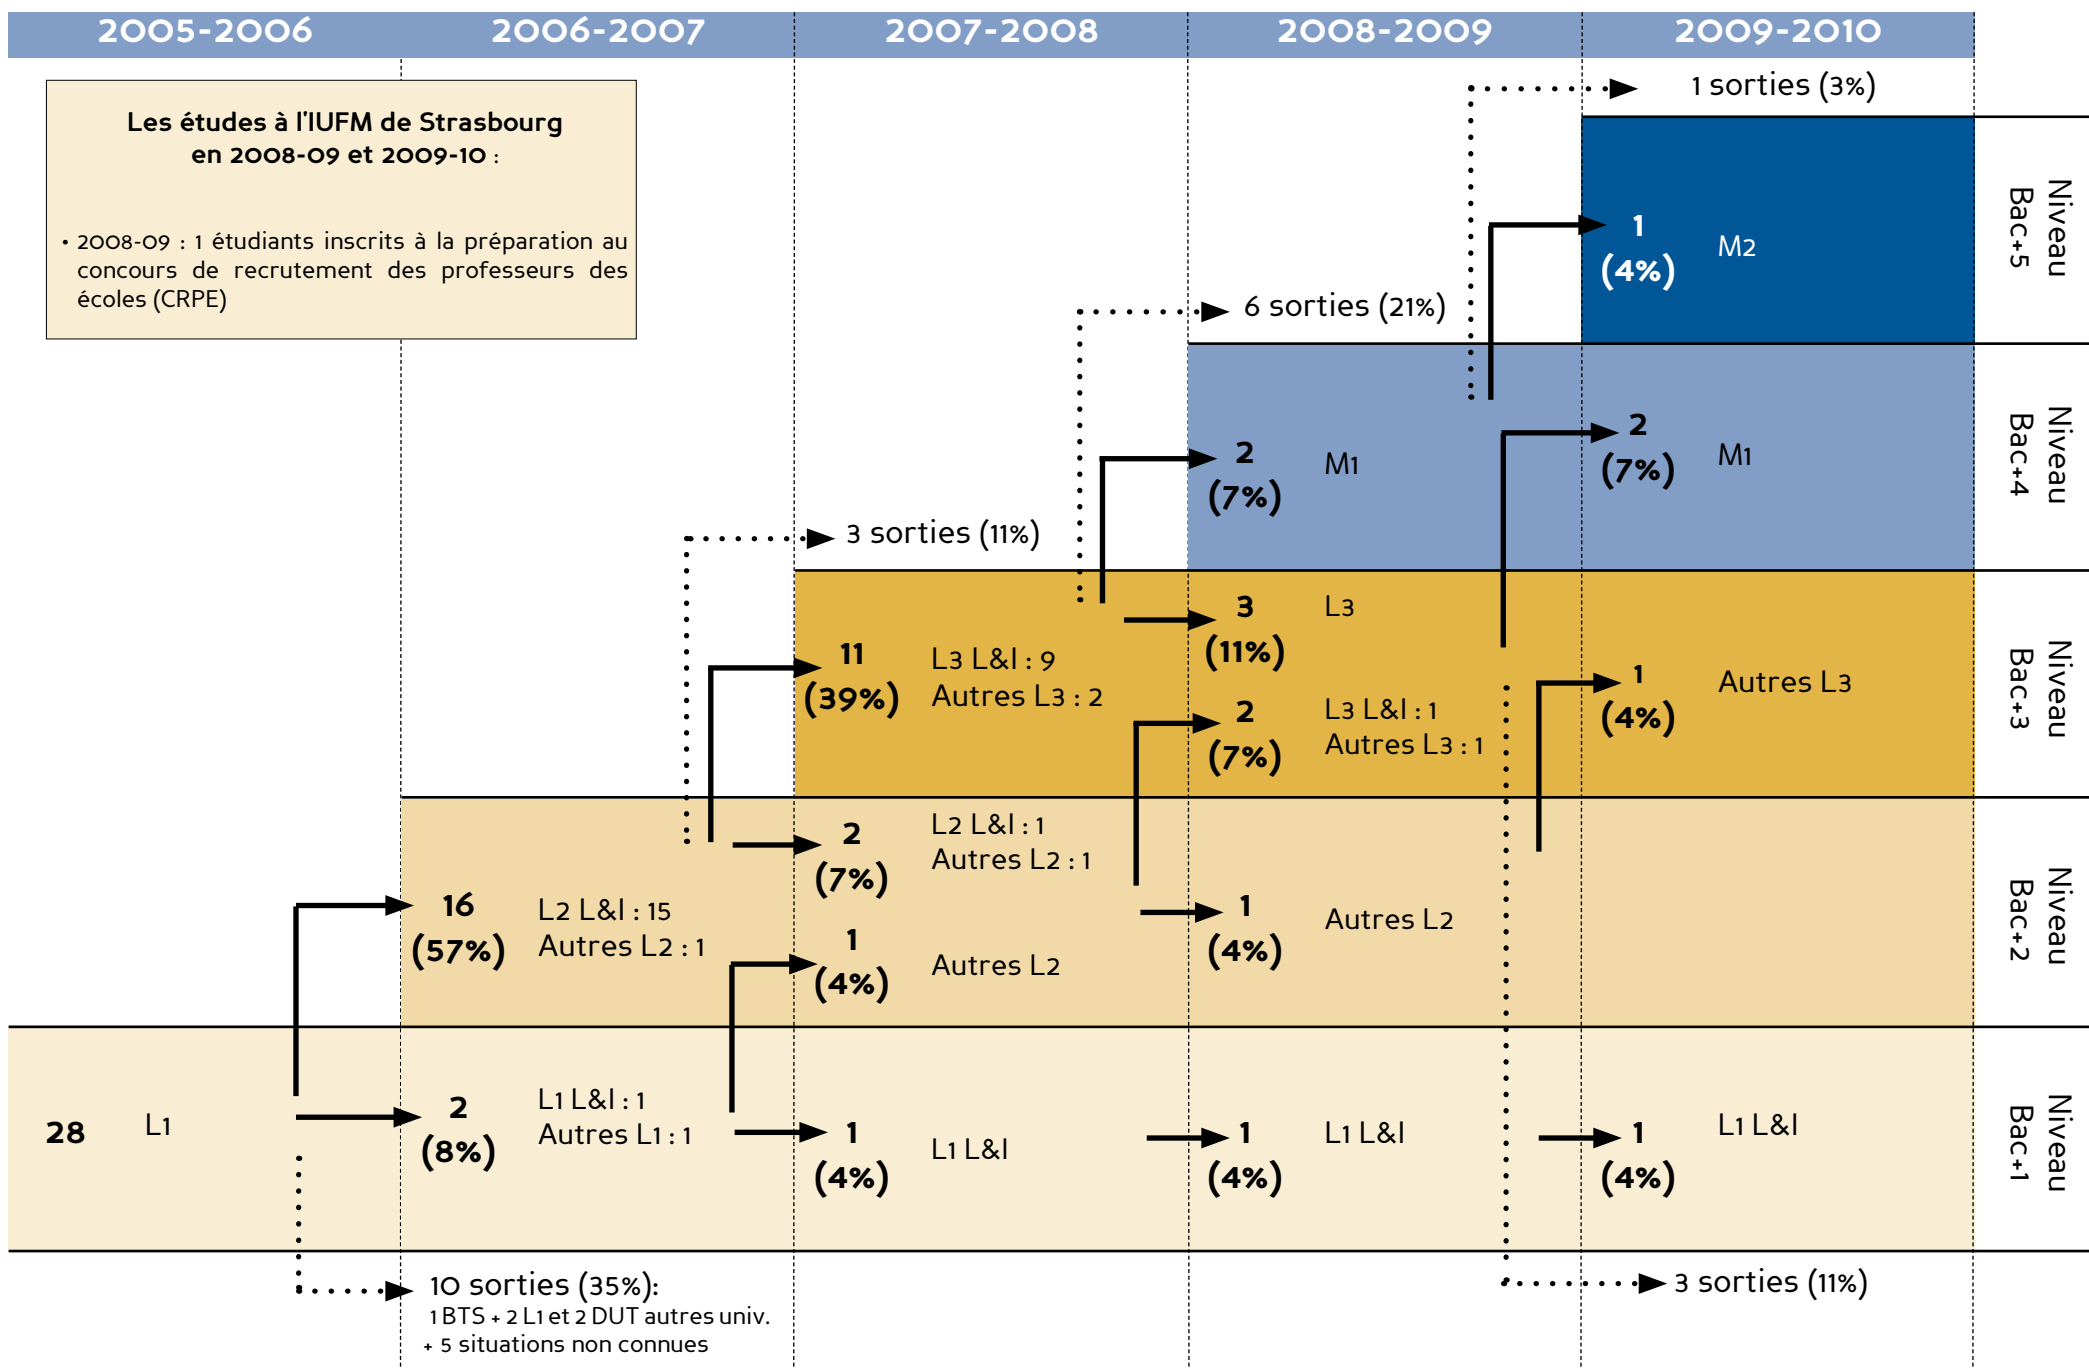 2005-2006
2006-2007
2007-2008
2008-2009
2009-2010
Les études à l'IUFM de Strasbourg
en 2008-09 et 2009-10 :
• 2008-09 : 1 étudiants inscrits à la préparation au
concours de recrutement des professeurs des
écoles (CRPE)
1 sorties (3%)
1
(4%)
M2
Niveau
Bac+5
6 sorties (21%)
2
(7%)
M1
2
(7%)
M1
Niveau
Bac+4
3 sorties (11%)
11
(39%)
L3 L&I : 9
Autres L3 : 2
3
(11%)
L3
2
(7%)
L3 L&I : 1
Autres L3 : 1
1
(4%)
Autres L3
Niveau
Bac+3
16
(57%)
L2 L&I : 15
Autres L2 : 1
2
(7%)
L2 L&I : 1
Autres L2 : 1
1
(4%)
Autres L2
1
(4%)
Autres L2
Niveau
Bac+2
28
L1
2
(8%)
L1 L&I : 1
Autres L1 : 1
1
(4%)
L1 L&I
1
(4%)
L1 L&I
1
(4%)
L1 L&I
Niveau
Bac+1
10 sorties (35%):
1 BTS + 2 L1 et 2 DUT autres univ.
+ 5 situations non connues
3 sorties (11%)